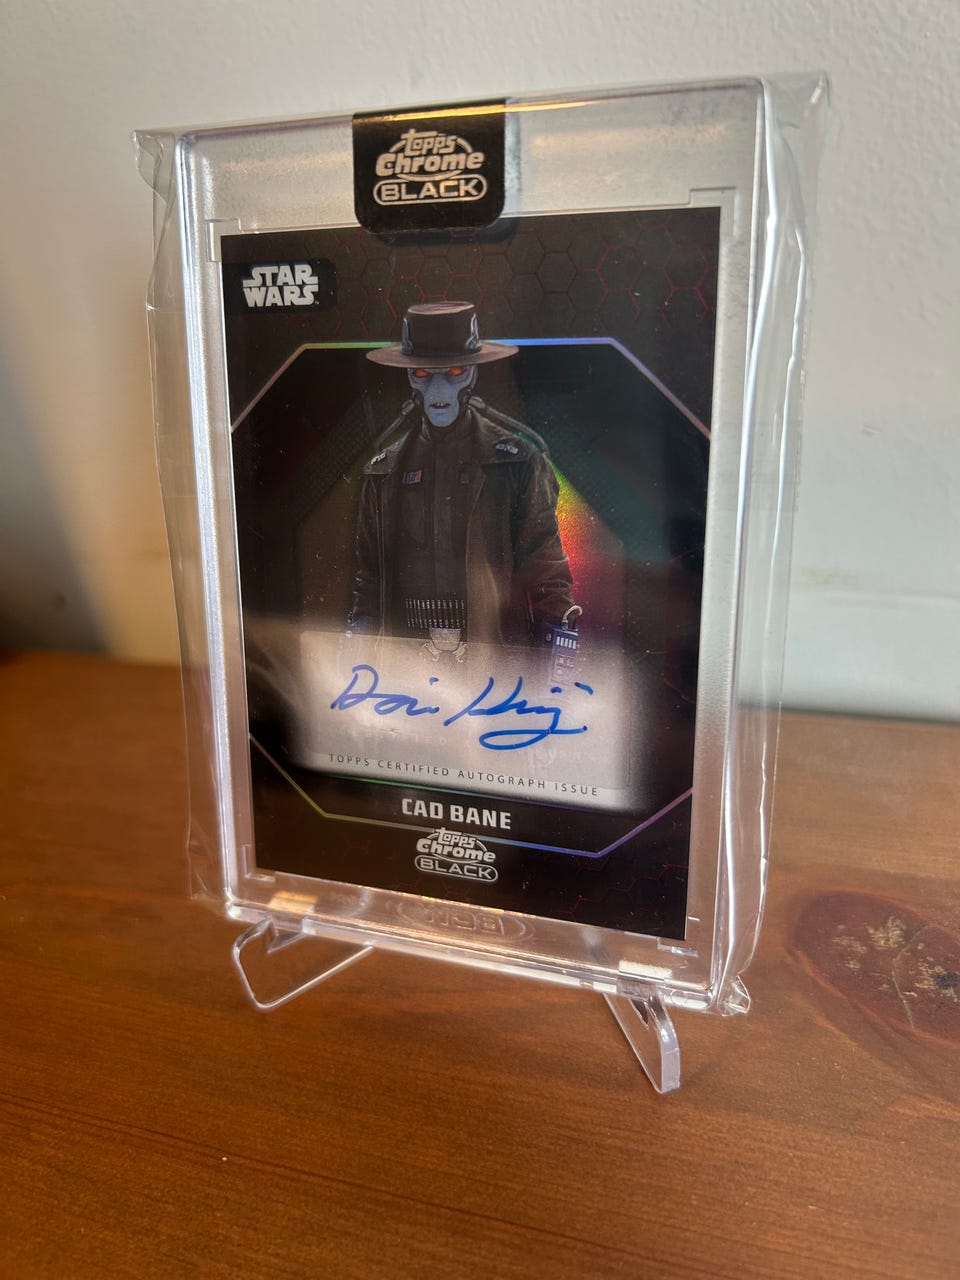 Topps
Chrome
BLACK
STAR
WARS
TOPPS CERTIFIED AUTOGRAPH ISSUE
CAD BANE
Topps
Chrome
BLACK